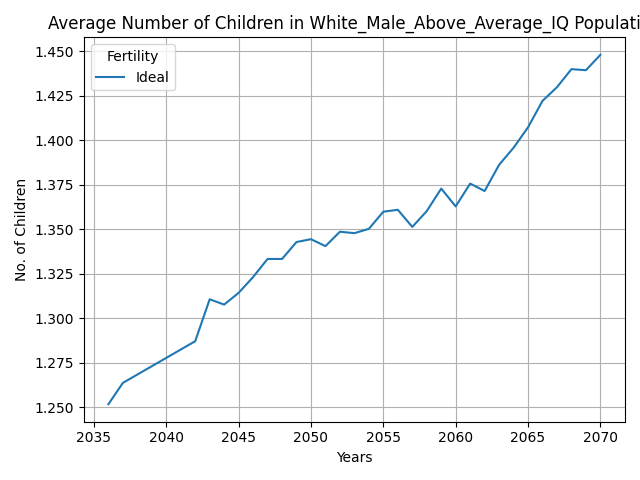 Average Number of Children in White_Male_Above_Average_IQ Populati
Fertility
Ideal
No. of Children
1.450
1.425
1.400
1.375
1.350
1.325
1.300
1.275
1.250
2035 2040 2045 2050 2055 2060 2065 2070
Years